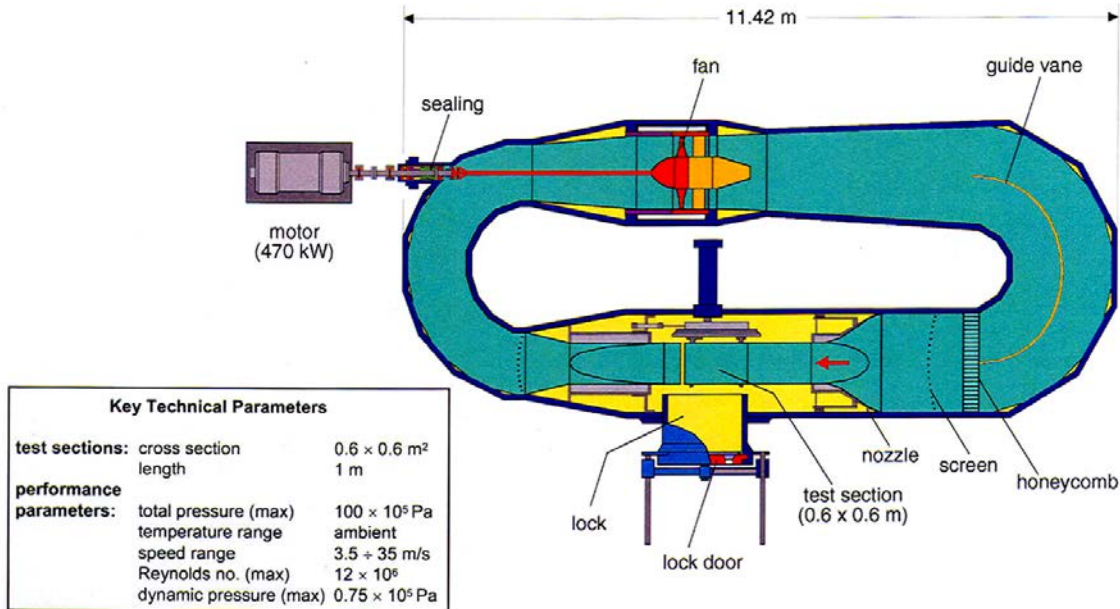 11.42 m
fan
guide vane
sealing
motor
(470 kW)
nozzle
screen
honeycomb
test section
(0.6 x 0.6 m)
lock
lock door
Key Technical Parameters
test sections: cross section 0.6 × 0.6 m²
length 1 m
performance
parameters: total pressure (max) 100 × 10⁵ Pa
temperature range ambient
speed range 3.5 ÷ 35 m/s
Reynolds no. (max) 12 × 10⁶
dynamic pressure (max) 0.75 × 10⁵ Pa